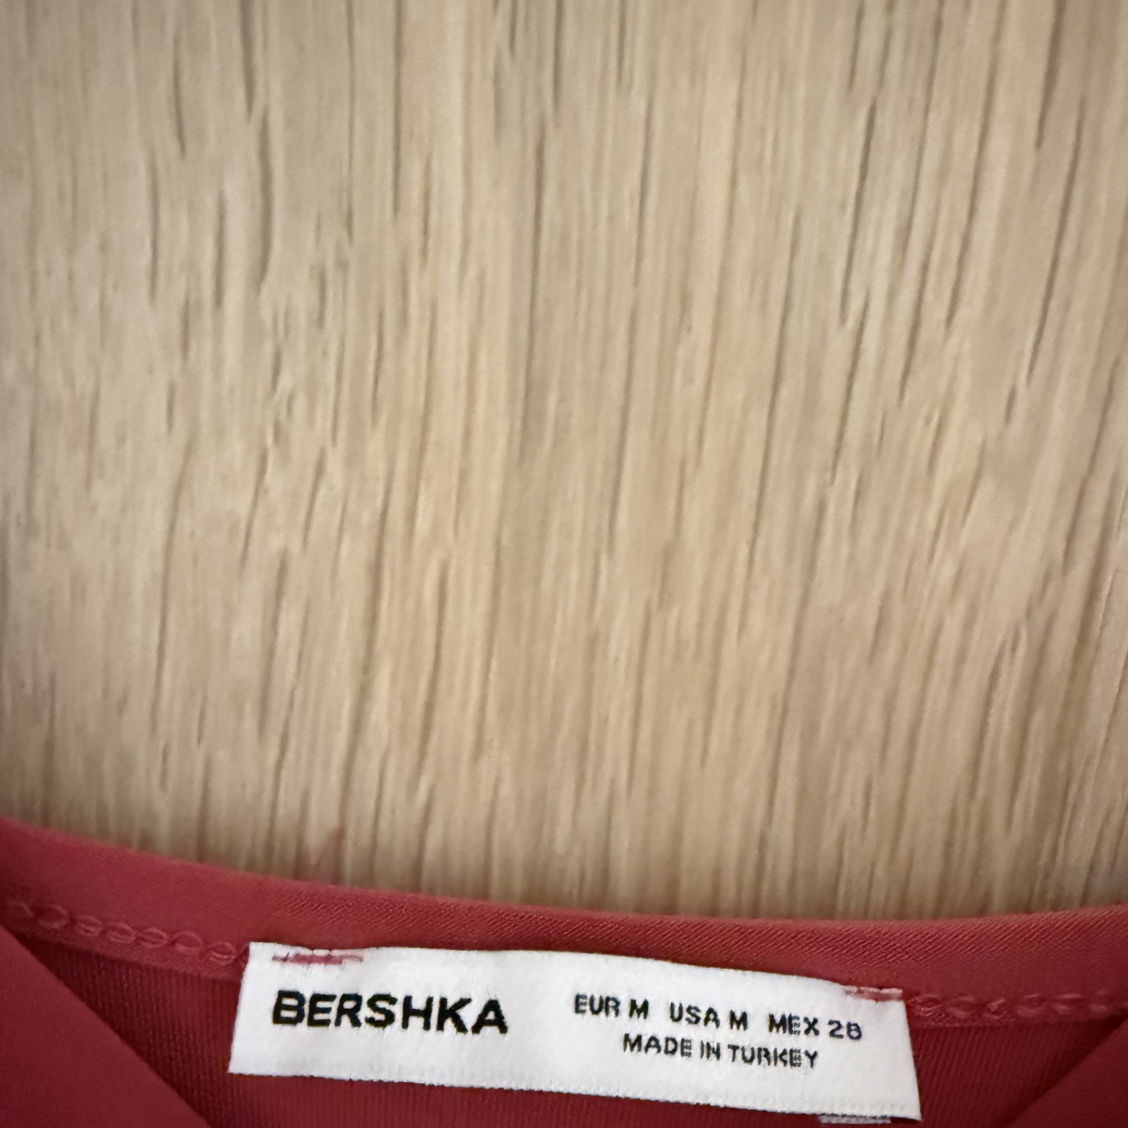 BERSHKA
EUR M USA M MEX 28
MADE IN TURKEY